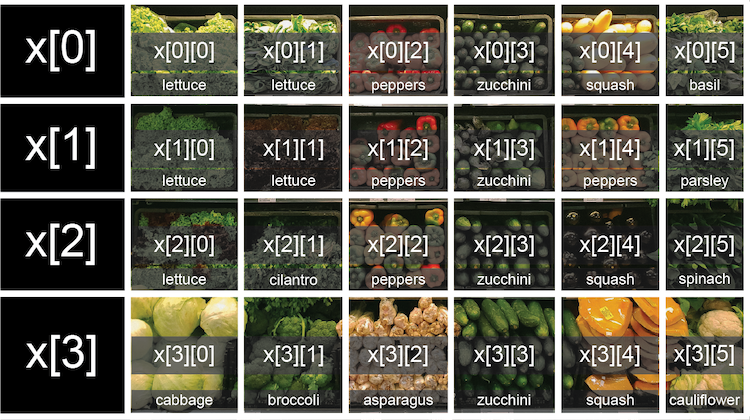 x[0] x[0][0] x[0][1] x[0][2] x[0][3] x[0][4] x[0][5]
lettuce lettuce peppers zucchini squash basil
x[1] x[1][0] x[1][1] x[1][2] x[1][3] x[1][4] x[1][5]
lettuce lettuce peppers zucchini peppers parsley
x[2] x[2][0] x[2][1] x[2][2] x[2][3] x[2][4] x[2][5]
lettuce cilantro peppers zucchini squash spinach
x[3] x[3][0] x[3][1] x[3][2] x[3][3] x[3][4] x[3][5]
cabbage broccoli asparagus zucchini squash cauliflower